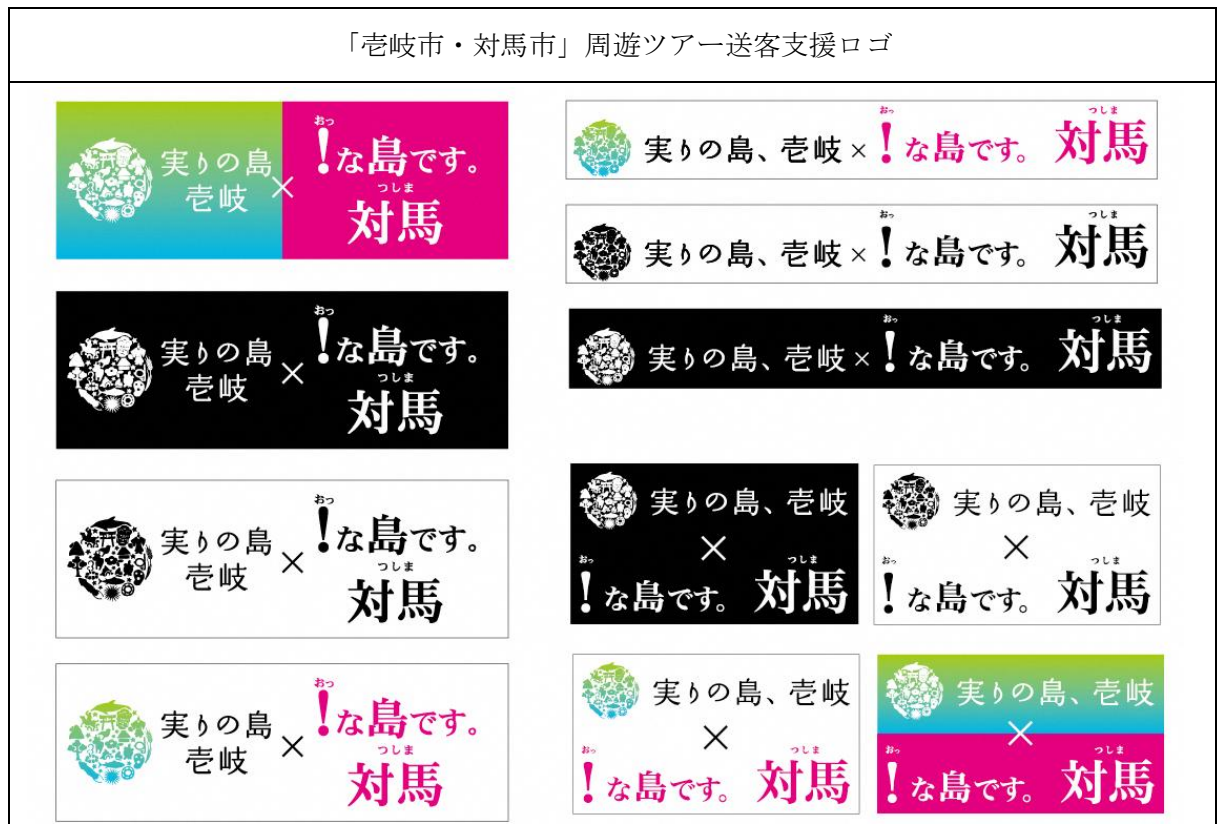 「壱岐市・対馬市」周遊ツアー送客支援ロゴ
実りの島
壱岐
×
おっ
！な島です。
つしま
対馬
実りの島
壱岐
×
おっ
！な島です。
つしま
対馬
実りの島
壱岐
×
おっ
！な島です。
つしま
対馬
実りの島
壱岐
×
おっ
！な島です。
つしま
対馬
おっ つしま
実りの島、壱岐×！な島です。 対馬
おっ つしま
実りの島、壱岐×！な島です。 対馬
おっ つしま
実りの島、壱岐×！な島です。 対馬
実りの島、壱岐
×
おっ つしま
！な島です。 対馬
実りの島、壱岐
×
おっ つしま
！な島です。 対馬
実りの島、壱岐
×
おっ つしま
！な島です。 対馬
実りの島、壱岐
×
おっ つしま
！な島です。 対馬